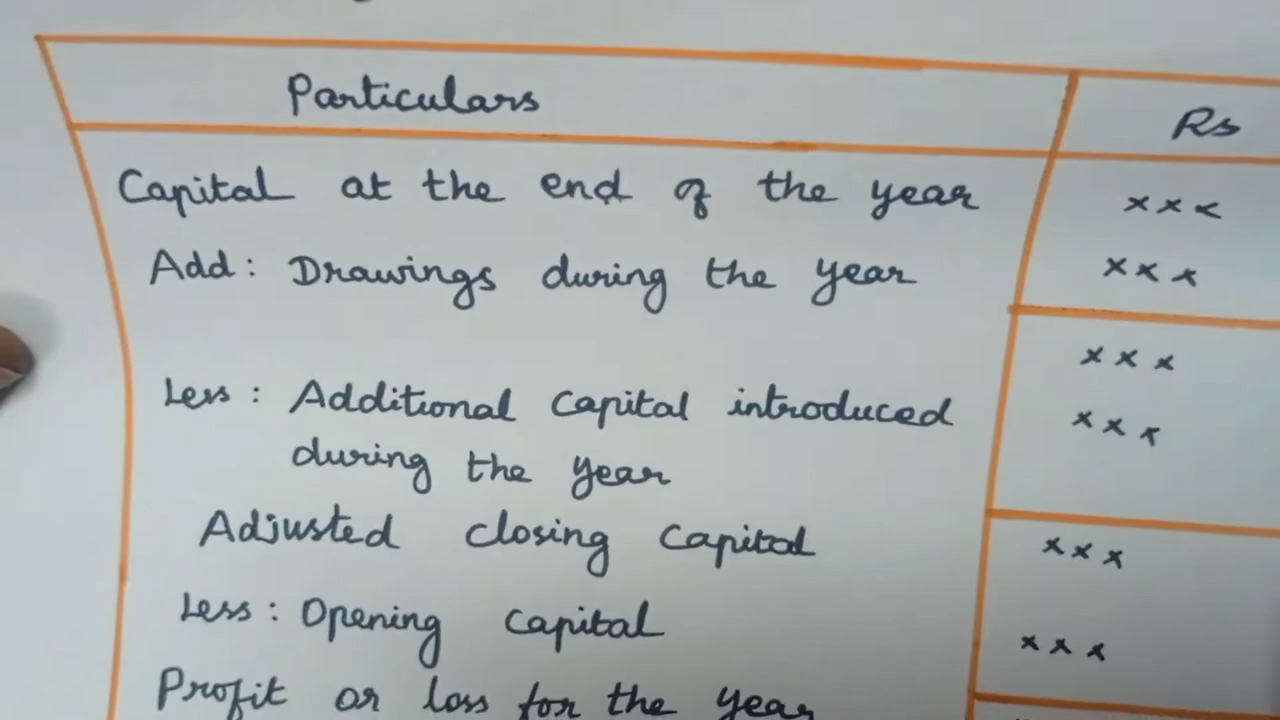 Particulars Rs
Capital at the end of the year xxx
Add: Drawings during the year xxx
xxx
Less: Additional capital introduced xxx
during the year
Adjusted closing capital xxx
Less: Opening capital xxx
Profit or loss for the year